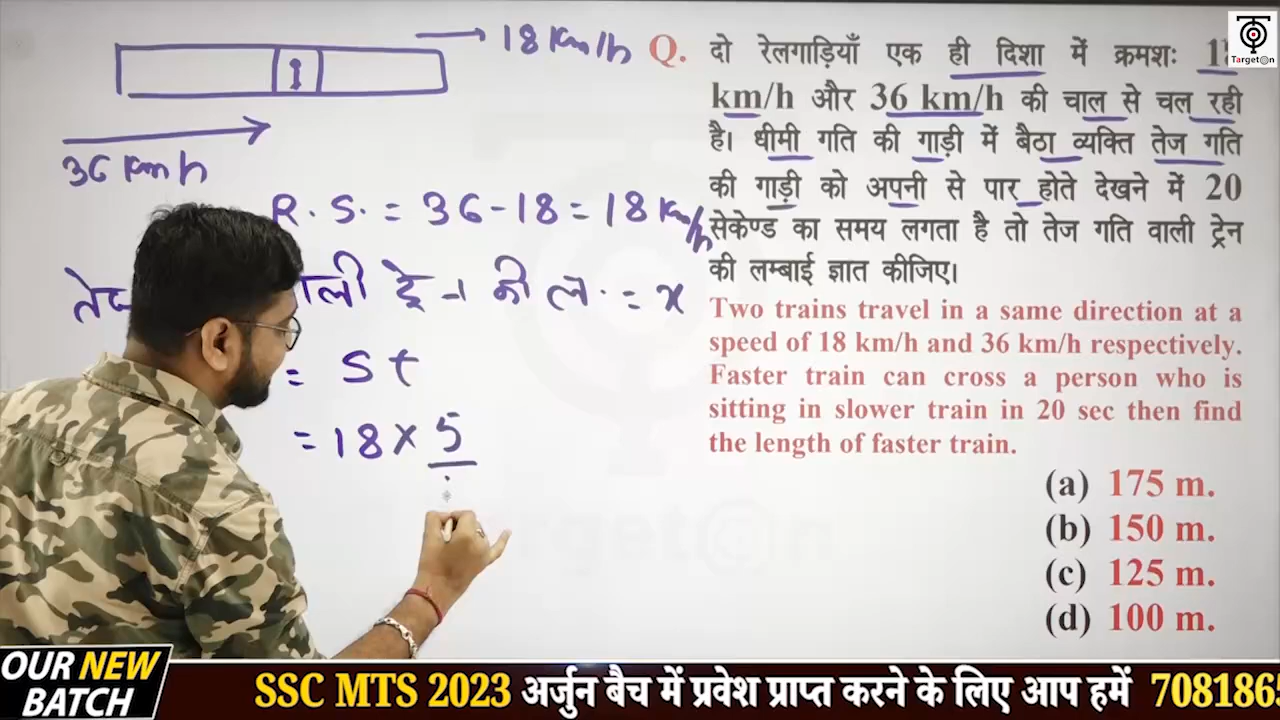 18 Km/h
36 Km/h
R. S. = 36 - 18 = 18 Km/h
की ल. = x
= S t
= 18 × 5
Q. दो रेलगाड़ियाँ एक ही दिशा में क्रमशः
km/h और 36 km/h की चाल से चल रही
है। धीमी गति की गाड़ी में बैठा व्यक्ति तेज गति
की गाड़ी को अपनी से पार होते देखने में 20
सेकेण्ड का समय लगता है तो तेज गति वाली ट्रेन
की लम्बाई ज्ञात कीजिए।
Two trains travel in a same direction at a
speed of 18 km/h and 36 km/h respectively.
Faster train can cross a person who is
sitting in slower train in 20 sec then find
the length of faster train.
(a) 175 m.
(b) 150 m.
(c) 125 m.
(d) 100 m.
Target@n
OUR NEW
BATCH
SSC MTS 2023 अर्जुन बैच में प्रवेश प्राप्त करने के लिए आप हमें